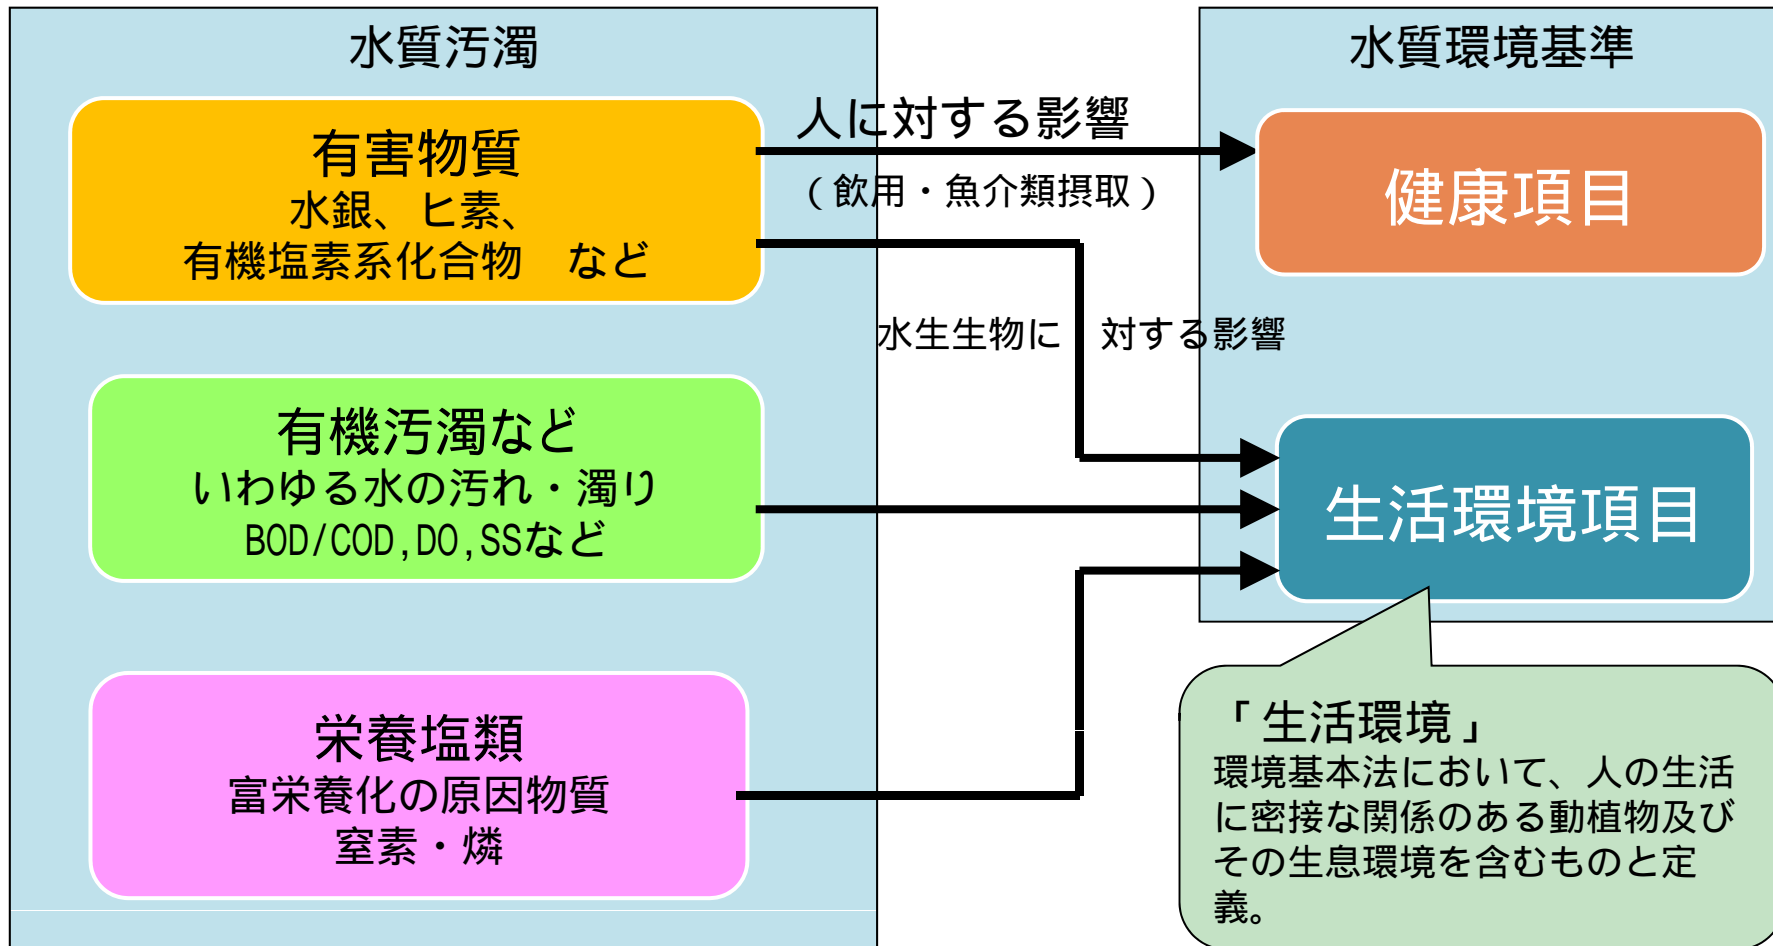 水質汚濁
有害物質
水銀、ヒ素、
有機塩素系化合物　など
有機汚濁など
いわゆる水の汚れ・濁り
BOD/COD,DO,SSなど
栄養塩類
富栄養化の原因物質
窒素・燐
人に対する影響
（飲用・魚介類摂取）
水生生物に　対する影響
水質環境基準
健康項目
生活環境項目
「生活環境」
環境基本法において、人の生活
に密接な関係のある動植物及び
その生息環境を含むものと定
義。